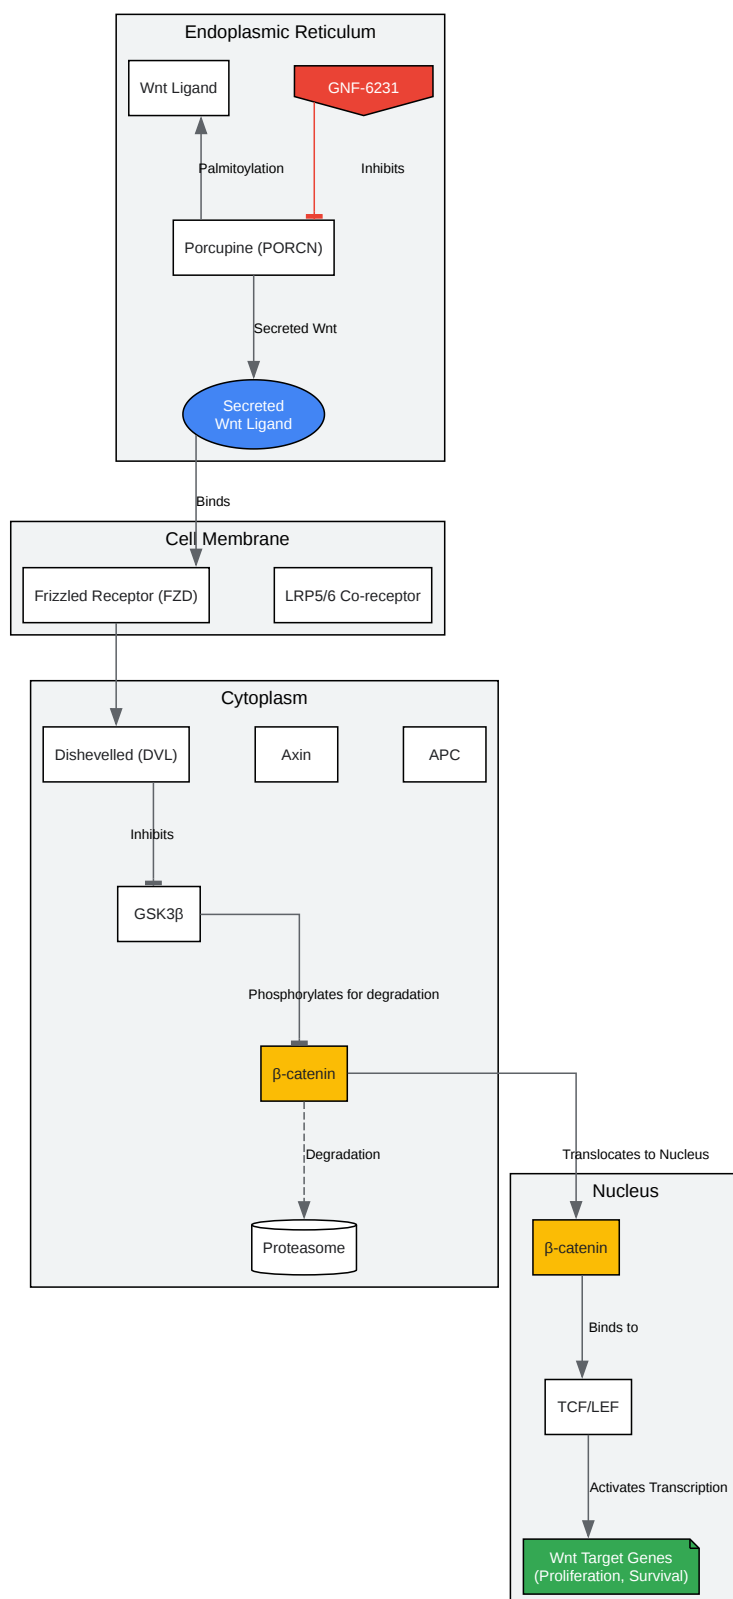 Endoplasmic Reticulum
Wnt Ligand
GNF-6231
Palmitoylation
Inhibits
Porcupine (PORCN)
Secreted Wnt
Secreted
Wnt Ligand
Binds
Cell Membrane
Frizzled Receptor (FZD)
LRP5/6 Co-receptor
Cytoplasm
Dishevelled (DVL)
Axin
APC
Inhibits
GSK3β
Phosphorylates for degradation
β-catenin
Degradation
Translocates to Nucleus
Nucleus
Proteasome
β-catenin
Binds to
TCF/LEF
Activates Transcription
Wnt Target Genes
(Proliferation, Survival)